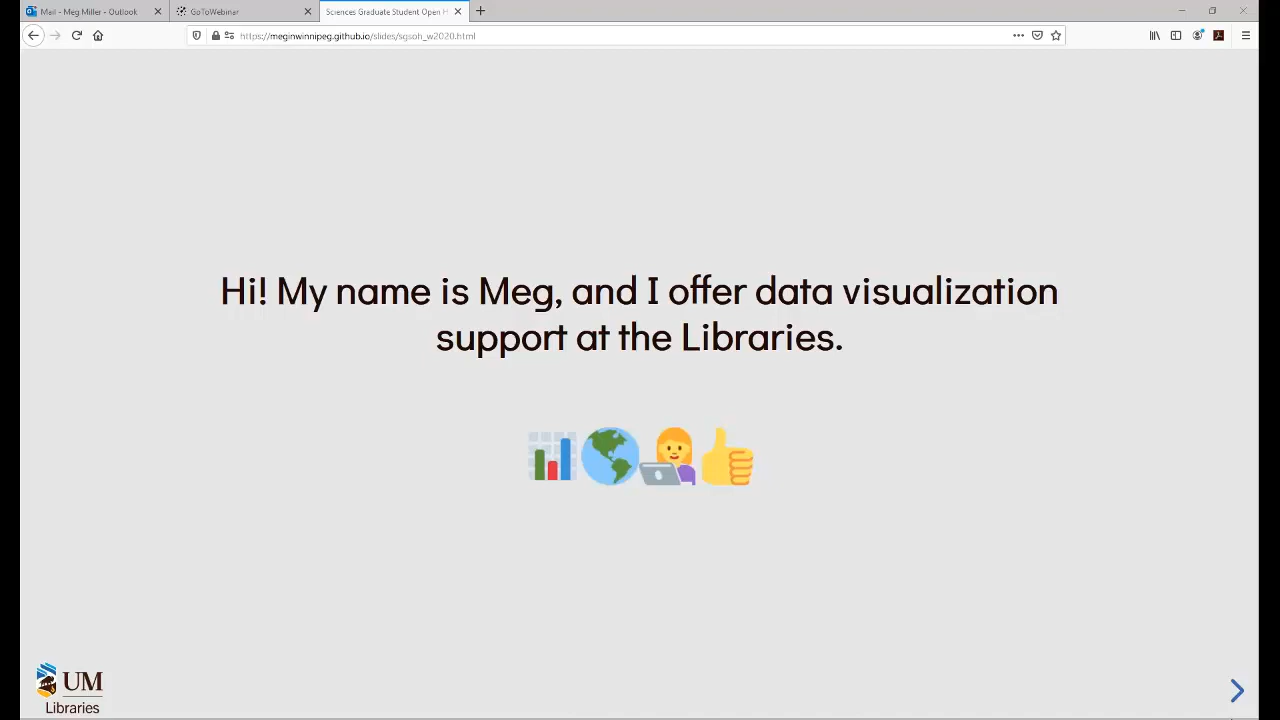 Mail - Meg Miller - Outlook
GoToWebinar
Sciences Graduate Student Open H
https://meginwinnipeg.github.io/slides/sgsoh_w2020.html
Hi! My name is Meg, and I offer data visualization
support at the Libraries.
UM
Libraries